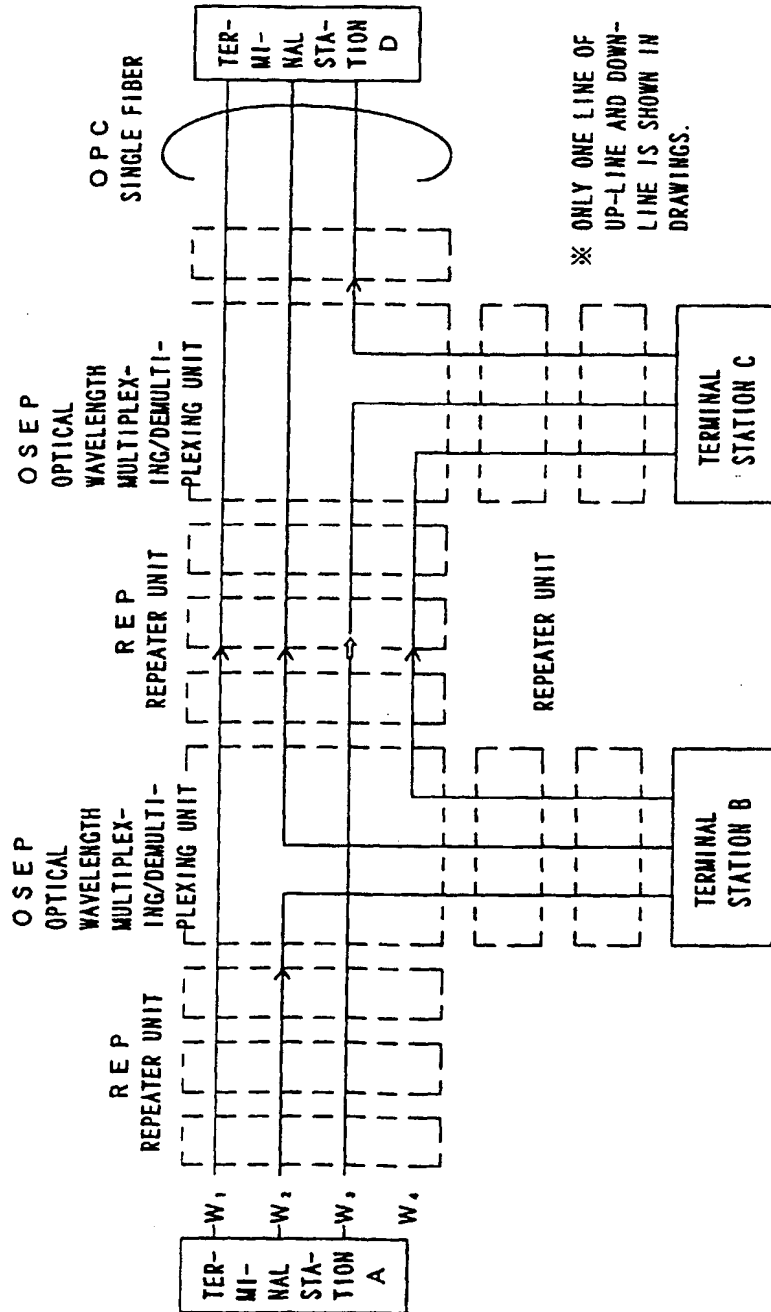 TER-
MI-
NAL
STA-
TION
A
W₁
W₂
W₃
W₄
REP
REPEATER UNIT
OSEP
OPTICAL
WAVELENGTH
MULTIPLEX-
ING/DEMULTI-
PLEXING UNIT
TERMINAL
STATION B
REP
REPEATER UNIT
REPEATER UNIT
OSEP
OPTICAL
WAVELENGTH
MULTIPLEX-
ING/DEMULTI-
PLEXING UNIT
TERMINAL
STATION C
OPC
SINGLE FIBER
TER-
MI-
NAL
STA-
TION
D
※ ONLY ONE LINE OF
UP-LINE AND DOWN-
LINE IS SHOWN IN
DRAWINGS.